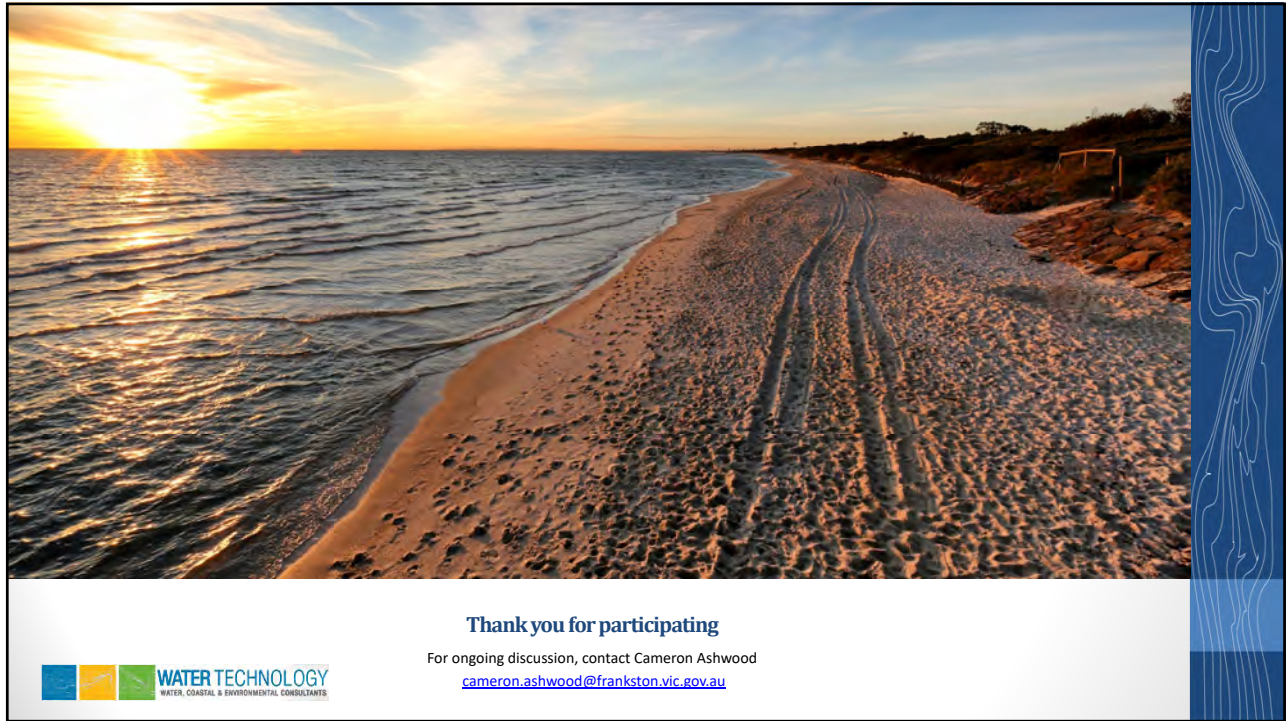 Thank you for participating
For ongoing discussion, contact Cameron Ashwood
cameron.ashwood@frankston.vic.gov.au
WATER TECHNOLOGY
WATER, COASTAL & ENVIRONMENTAL CONSULTANTS